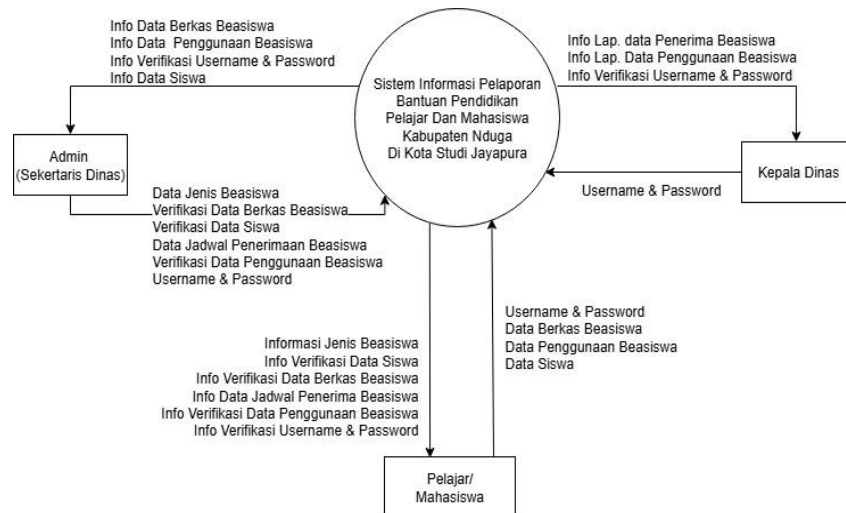 Info Data Berkas Beasiswa
Info Data Penggunaan Beasiswa
Info Verifikasi Username & Password
Info Data Siswa
Sistem Informasi Pelaporan
Bantuan Pendidikan
Pelajar Dan Mahasiswa
Kabupaten Nduga
Di Kota Studi Jayapura
Info Lap. data Penerima Beasiswa
Info Lap. Data Penggunaan Beasiswa
Info Verifikasi Username & Password
Admin
(Sekertaris Dinas)
Kepala Dinas
Username & Password
Data Jenis Beasiswa
Verifikasi Data Berkas Beasiswa
Verifikasi Data Siswa
Data Jadwal Penerimaan Beasiswa
Verifikasi Data Penggunaan Beasiswa
Username & Password
Informasi Jenis Beasiswa
Info Verifikasi Data Siswa
Info Verifikasi Data Berkas Beasiswa
Info Data Jadwal Penerima Beasiswa
Info Verifikasi Data Penggunaan Beasiswa
Info Verifikasi Username & Password
Username & Password
Data Berkas Beasiswa
Data Penggunaan Beasiswa
Data Siswa
Pelajar/
Mahasiswa